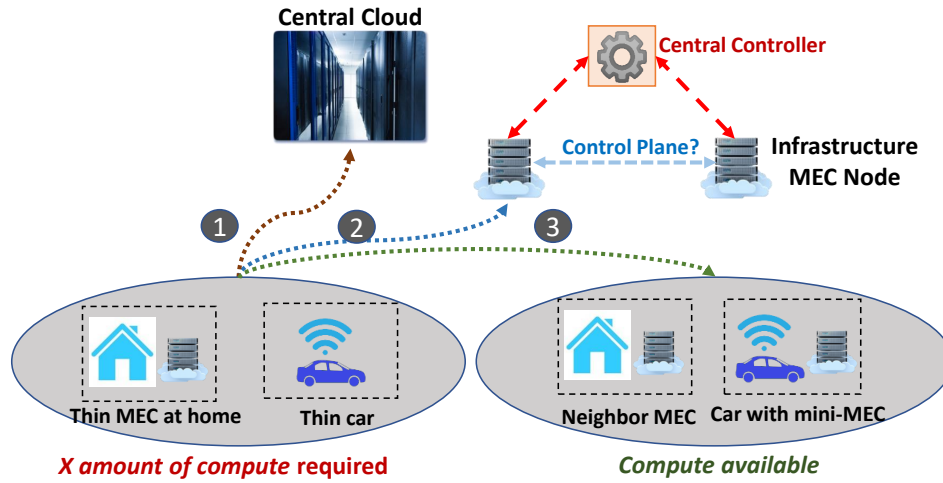 Central Cloud
Central Controller
Control Plane?
Infrastructure
MEC Node
1
2
3
Thin MEC at home
Thin car
Neighbor MEC
Car with mini-MEC
X amount of compute required
Compute available